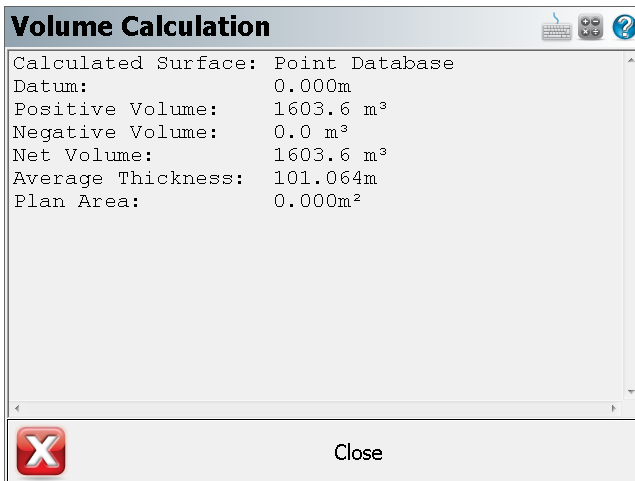 Volume Calculation
Calculated Surface: Point Database
Datum: 0.000m
Positive Volume: 1603.6 m³
Negative Volume: 0.0 m³
Net Volume: 1603.6 m³
Average Thickness: 101.064m
Plan Area: 0.000m²
Close